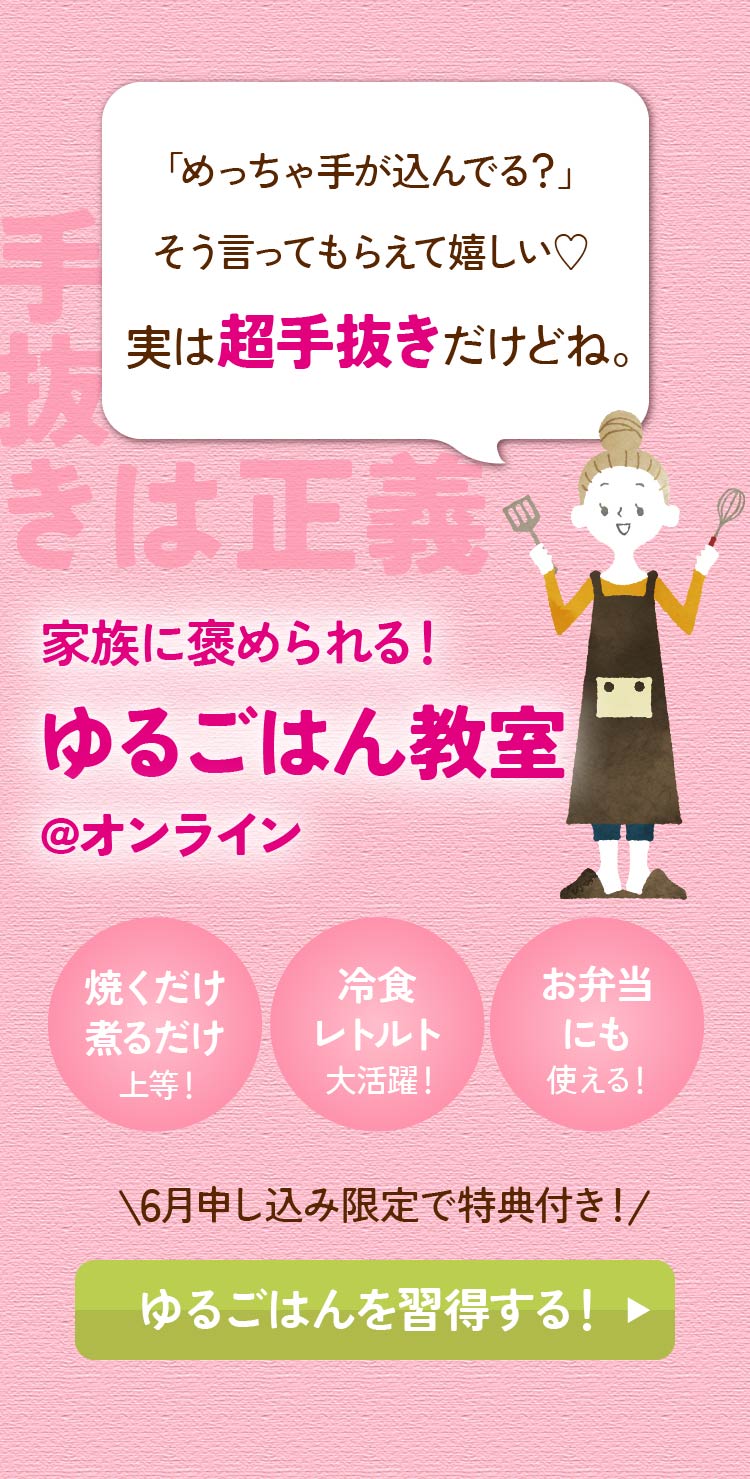 「めっちゃ手が込んでる？」
そう言ってもらえて嬉しい♡
実は超手抜きだけどね。
手
抜
きは正義
家族に褒められる！
ゆるごはん教室
@オンライン
焼くだけ
煮るだけ
上等！
冷食
レトルト
大活躍！
お弁当
にも
使える！
\6月申し込み限定で特典付き！/
ゆるごはんを習得する！ ▶